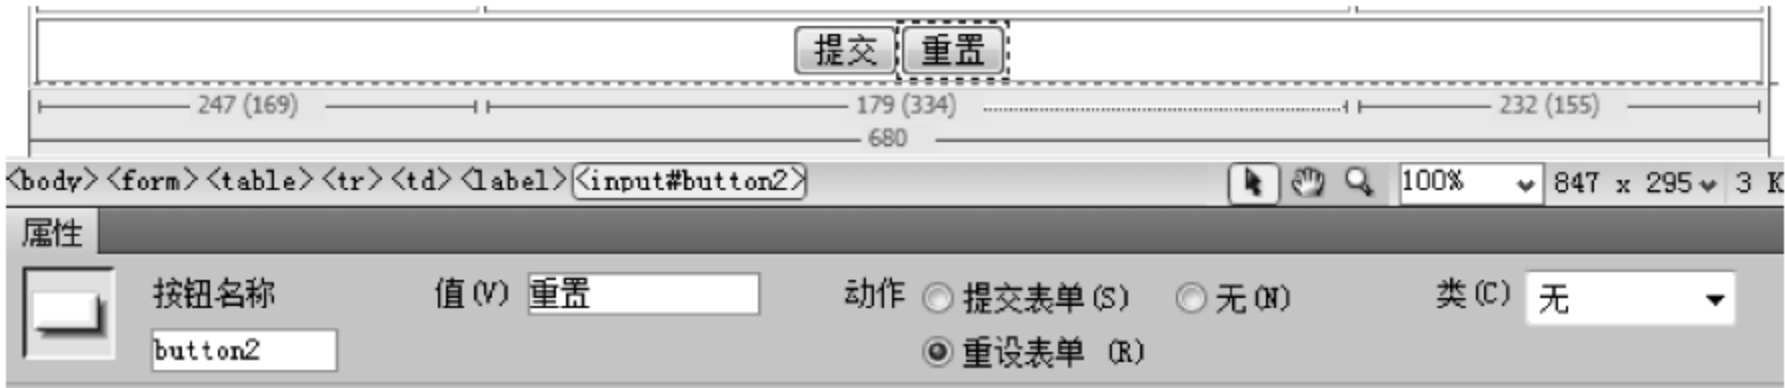 提交 重置
247 (169) 179 (334) 232 (155)
680
<body> <form> <table> <tr> <td> <label> <input#button2> 100% 847 x 295 3 K
属性
按钮名称 值(V) 重置 动作 提交表单(S) 无(N) 类(C) 无
button2 重设表单 (R)